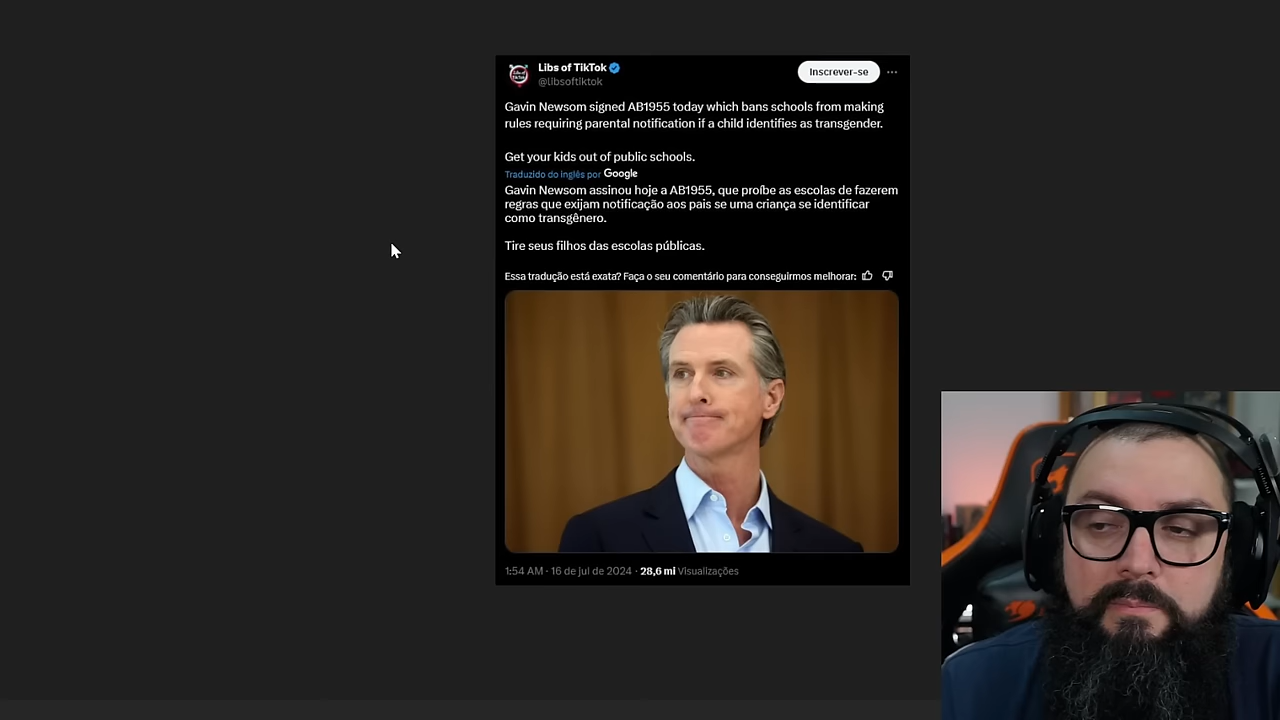 Libs of TikTok
@libsoftiktok
Inscrever-se
Gavin Newsom signed AB1955 today which bans schools from making
rules requiring parental notification if a child identifies as transgender.
Get your kids out of public schools.
Traduzido do inglês por Google
Gavin Newsom assinou hoje a AB1955, que proíbe as escolas de fazerem
regras que exijam notificação aos pais se uma criança se identificar
como transgênero.
Tire seus filhos das escolas públicas.
Essa tradução está exata? Faça o seu comentário para conseguirmos melhorar:
1:54 AM · 16 de jul de 2024 · 28,6 mi Visualizações